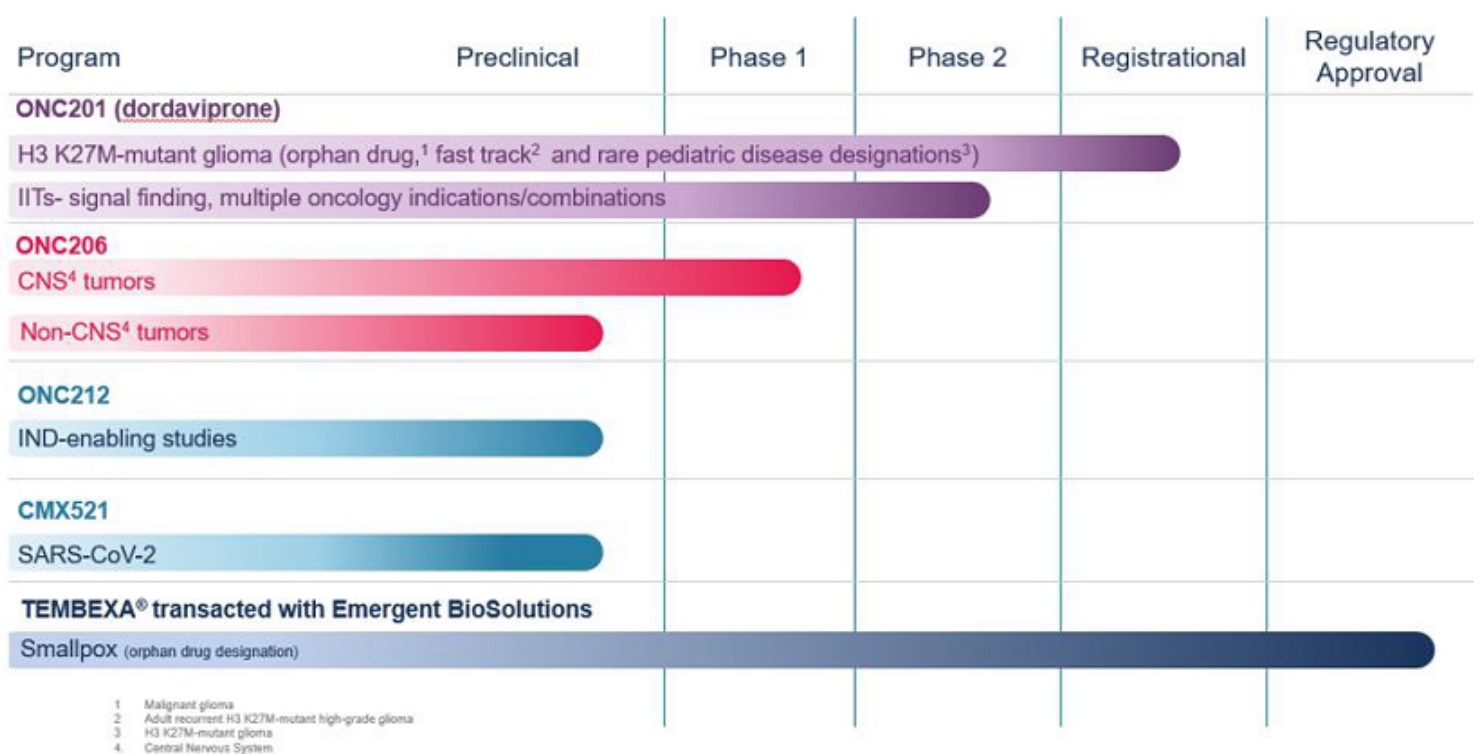 Program Preclinical Phase 1 Phase 2 Registrational Regulatory Approval
ONC201 (dordaviprone)
H3 K27M-mutant glioma (orphan drug,¹ fast track² and rare pediatric disease designations³)
IITs- signal finding, multiple oncology indications/combinations
ONC206
CNS⁴ tumors
Non-CNS⁴ tumors
ONC212
IND-enabling studies
CMX521
SARS-CoV-2
TEMBEXA® transacted with Emergent BioSolutions
Smallpox (orphan drug designation)
1 Malignant glioma
2 Adult recurrent H3 K27M-mutant high-grade glioma
3 H3 K27M-mutant glioma
4. Central Nervous System